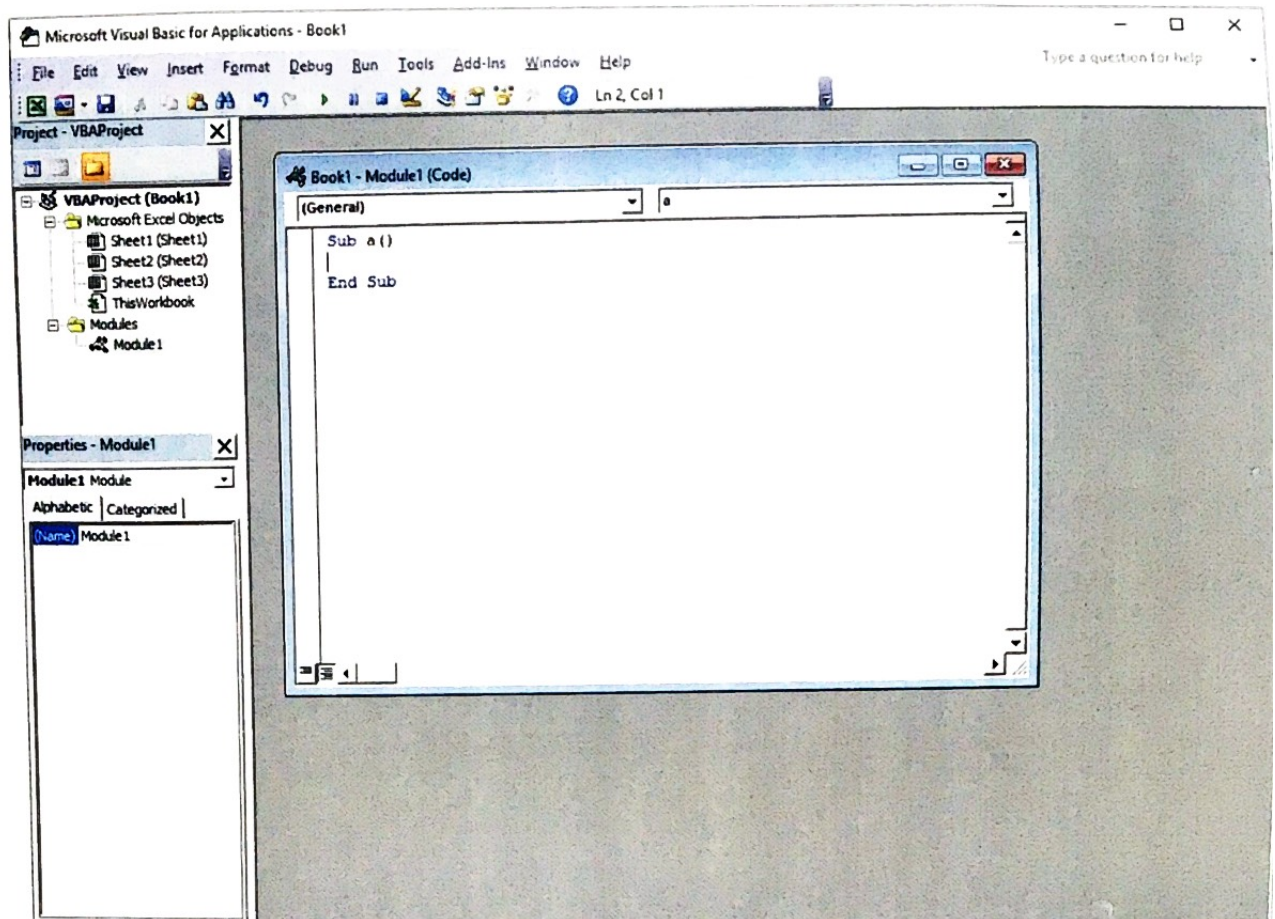 Microsoft Visual Basic for Applications - Book1
File Edit View Insert Format Debug Run Tools Add-Ins Window Help
Type a question for help
Ln 2, Col 1
Project - VBAProject
VBAProject (Book1)
Microsoft Excel Objects
Sheet1 (Sheet1)
Sheet2 (Sheet2)
Sheet3 (Sheet3)
ThisWorkbook
Modules
Module1
Properties - Module1
Module1 Module
Alphabetic Categorized
(Name) Module1
Book1 - Module1 (Code)
(General) a
Sub a()
End Sub